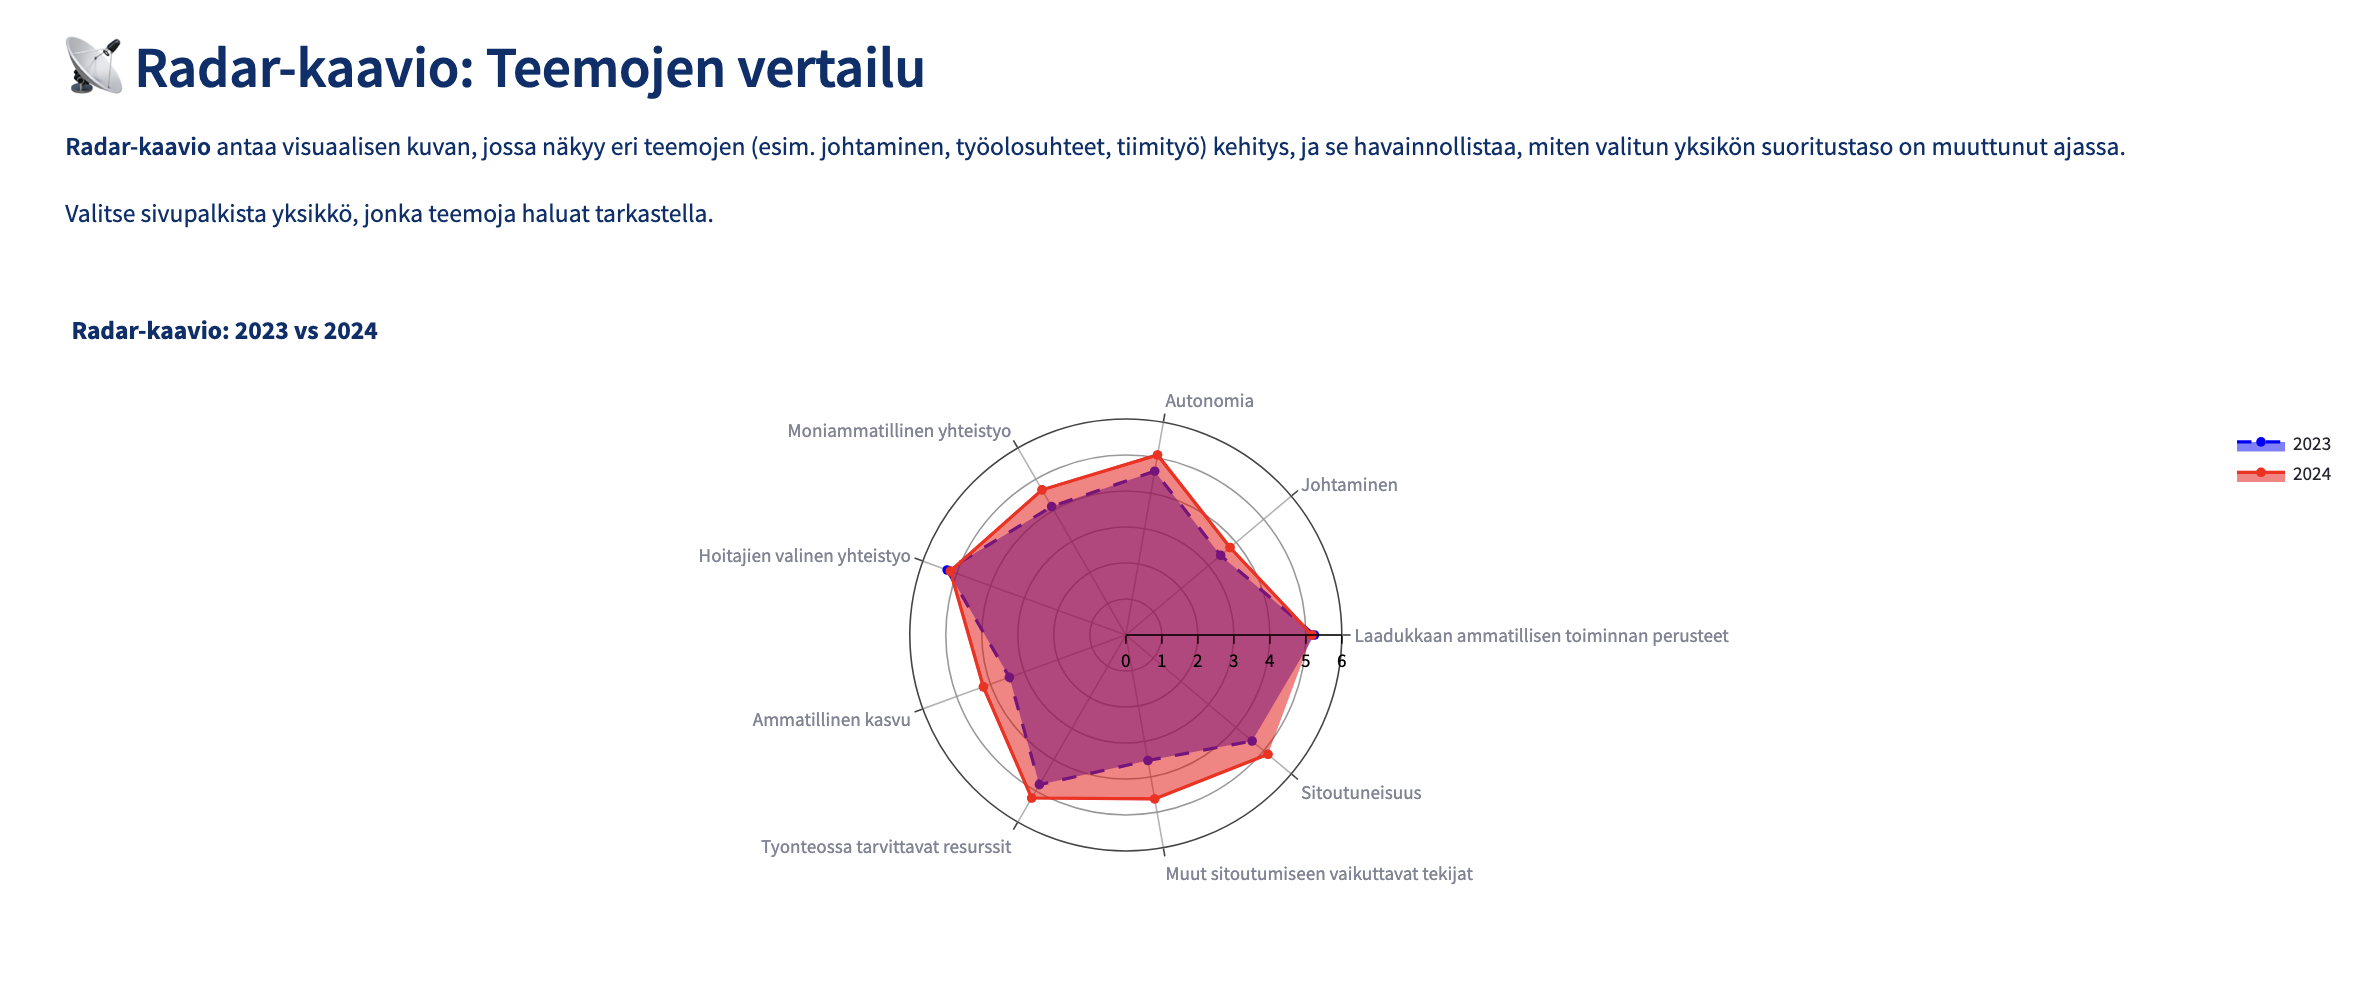 Radar-kaavio: Teemojen vertailu
Radar-kaavio antaa visuaalisen kuvan, jossa näkyy eri teemojen (esim. johtaminen, työolosuhteet, tiimityö) kehitys, ja se havainnollistaa, miten valitun yksikön suoritustaso on muuttunut ajassa.
Valitse sivupalkista yksikkö, jonka teemoja haluat tarkastella.
Radar-kaavio: 2023 vs 2024
Autonomia
Moniammatillinen yhteistyo
2023
2024
Johtaminen
Hoitajien valinen yhteistyo
Laadukkaan ammatillisen toiminnan perusteet
0 1 2 3 4 5 6
Ammatillinen kasvu
Sitoutuneisuus
Tyonteossa tarvittavat resurssit
Muut sitoutumiseen vaikuttavat tekijat